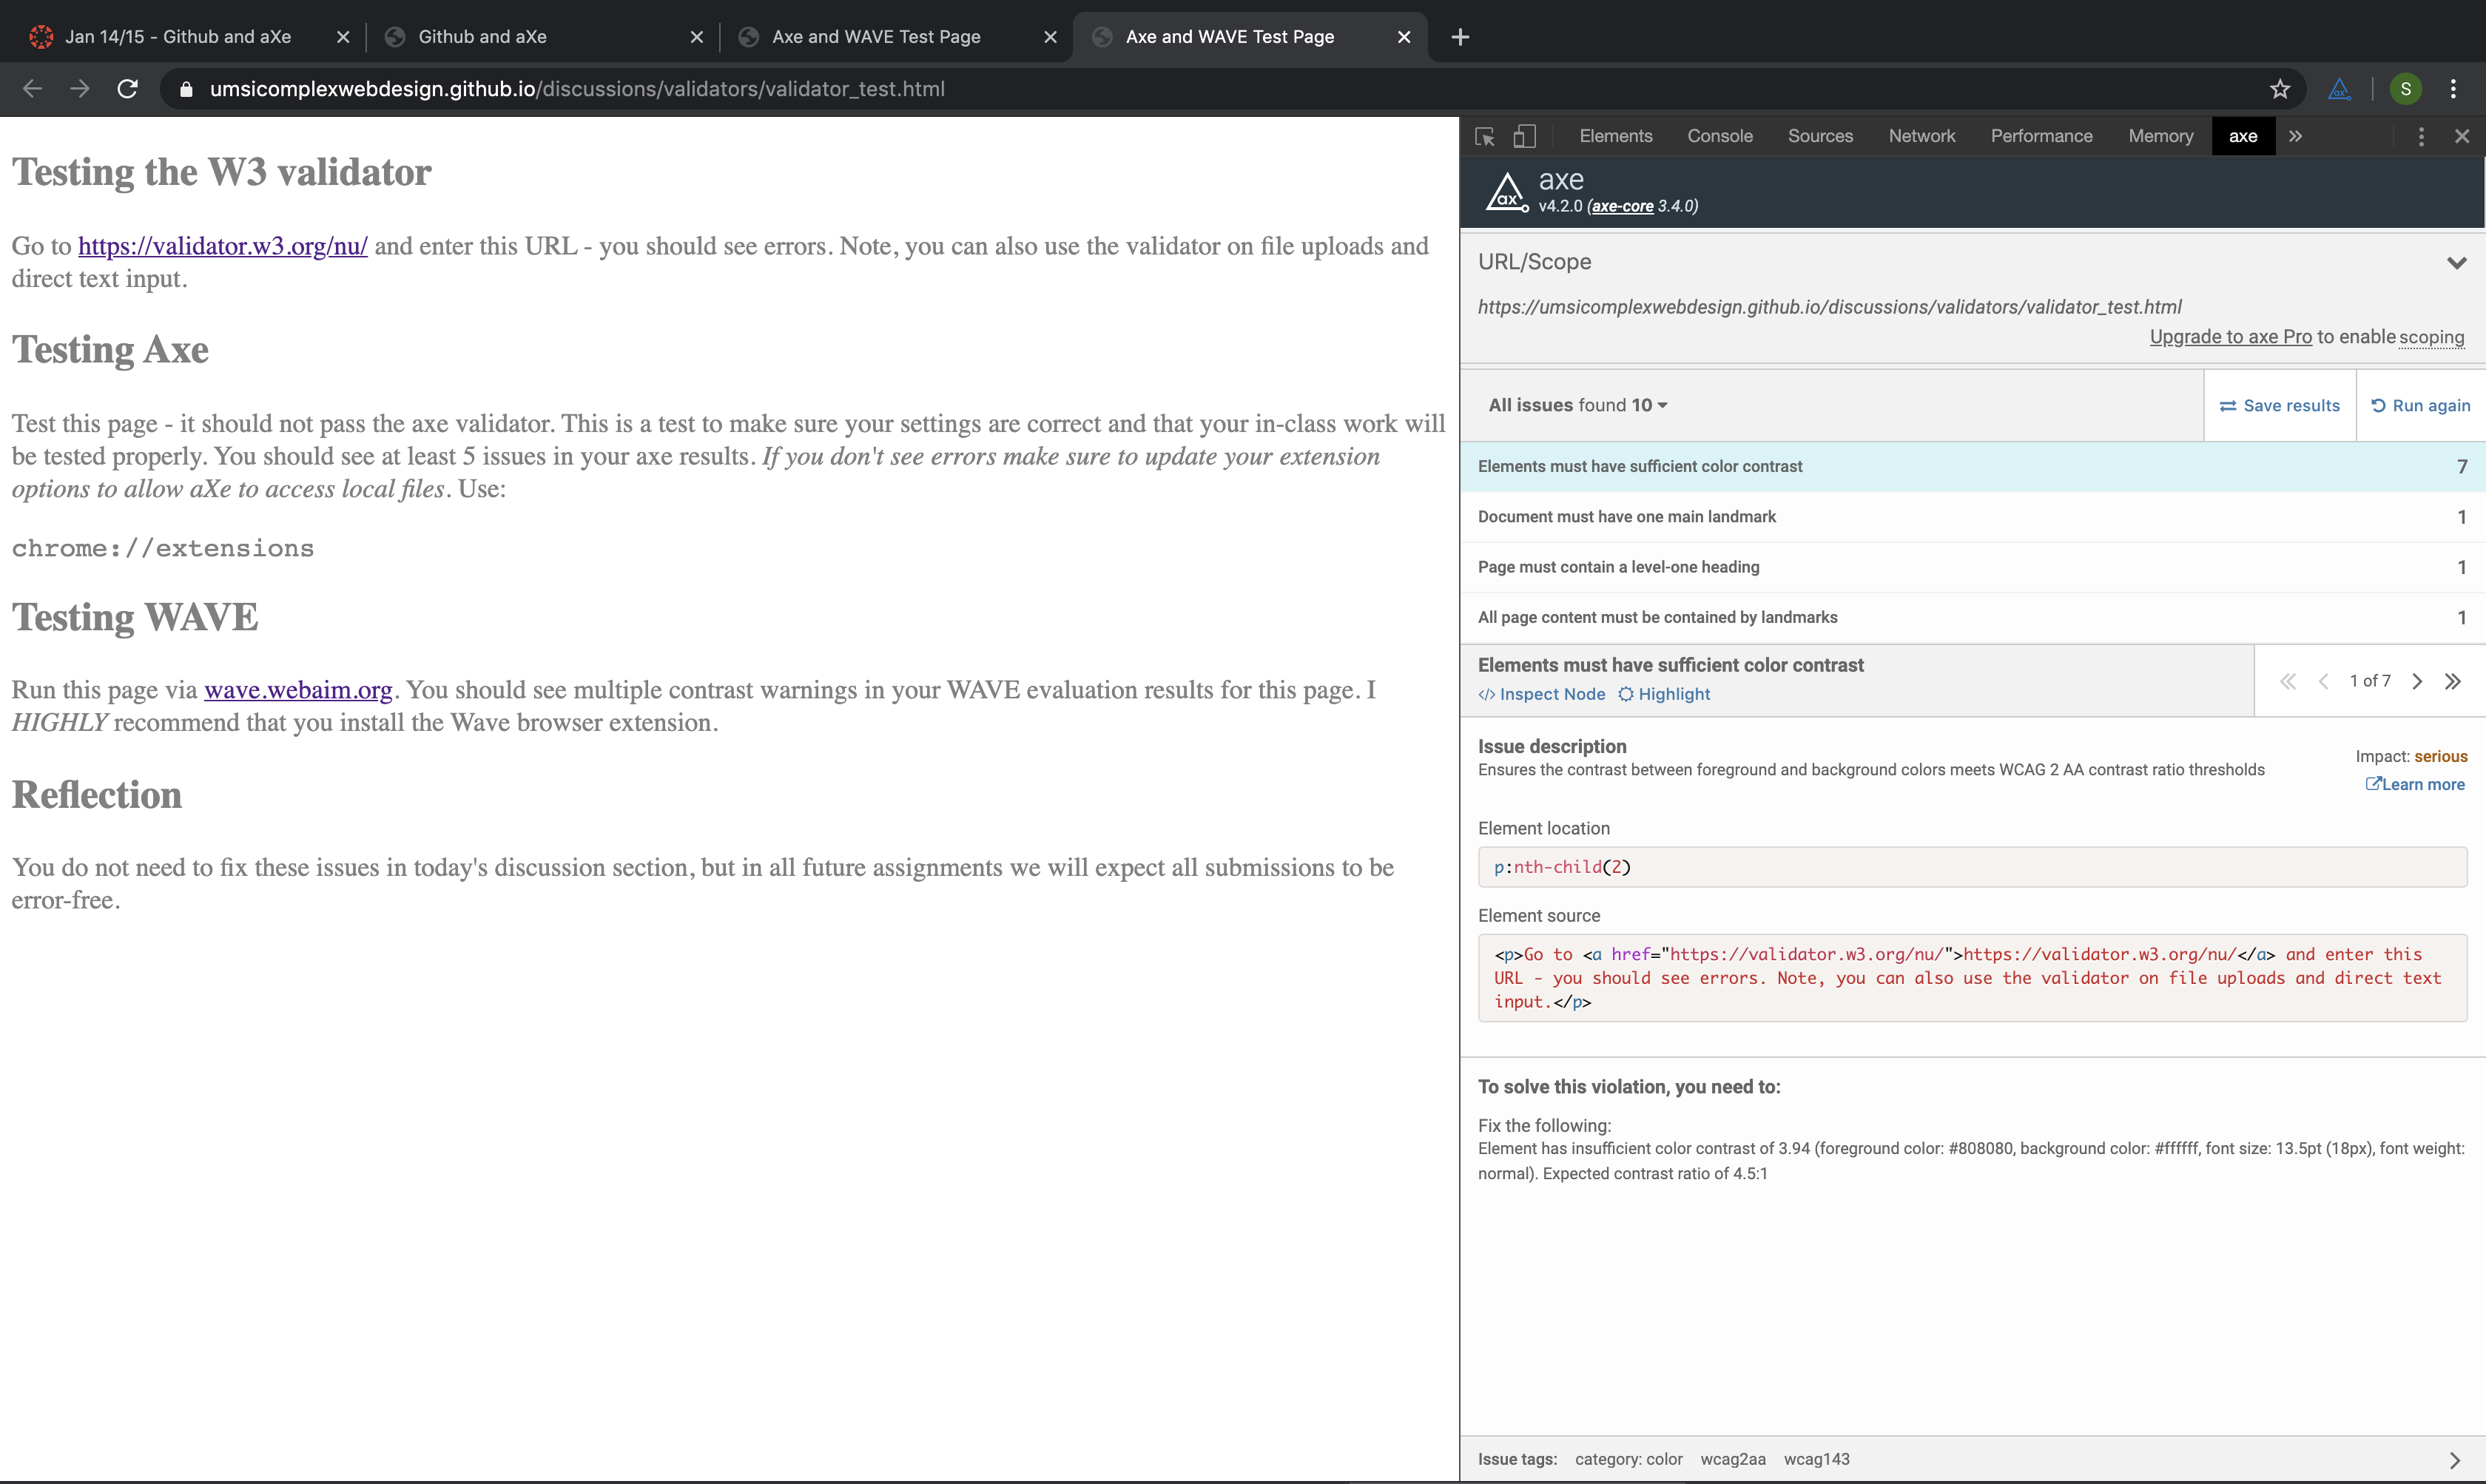 Jan 14/15 - Github and aXe
Github and aXe
Axe and WAVE Test Page
Axe and WAVE Test Page
umsicomplexwebdesign.github.io/discussions/validators/validator_test.html
ax
S
Testing the W3 validator
Go to https://validator.w3.org/nu/ and enter this URL - you should see errors. Note, you can also use the validator on file uploads and
direct text input.
Testing Axe
Test this page - it should not pass the axe validator. This is a test to make sure your settings are correct and that your in-class work will
be tested properly. You should see at least 5 issues in your axe results. If you don't see errors make sure to update your extension
options to allow aXe to access local files. Use:
chrome://extensions
Testing WAVE
Run this page via wave.webaim.org. You should see multiple contrast warnings in your WAVE evaluation results for this page. I
HIGHLY recommend that you install the Wave browser extension.
Reflection
You do not need to fix these issues in today's discussion section, but in all future assignments we will expect all submissions to be
error-free.
Elements Console Sources Network Performance Memory axe
ax
axe
v4.2.0 (axe-core 3.4.0)
URL/Scope
https://umsicomplexwebdesign.github.io/discussions/validators/validator_test.html
Upgrade to axe Pro to enable scoping
All issues found 10
Save results
Run again
Elements must have sufficient color contrast 7
Document must have one main landmark 1
Page must contain a level-one heading 1
All page content must be contained by landmarks 1
Elements must have sufficient color contrast
</> Inspect Node Highlight
1 of 7
Issue description
Ensures the contrast between foreground and background colors meets WCAG 2 AA contrast ratio thresholds
Impact: serious
Learn more
Element location
p:nth-child(2)
Element source
<p>Go to <a href="https://validator.w3.org/nu/">https://validator.w3.org/nu/</a> and enter this
URL - you should see errors. Note, you can also use the validator on file uploads and direct text
input.</p>
To solve this violation, you need to:
Fix the following:
Element has insufficient color contrast of 3.94 (foreground color: #808080, background color: #ffffff, font size: 13.5pt (18px), font weight:
normal). Expected contrast ratio of 4.5:1
Issue tags: category: color wcag2aa wcag143